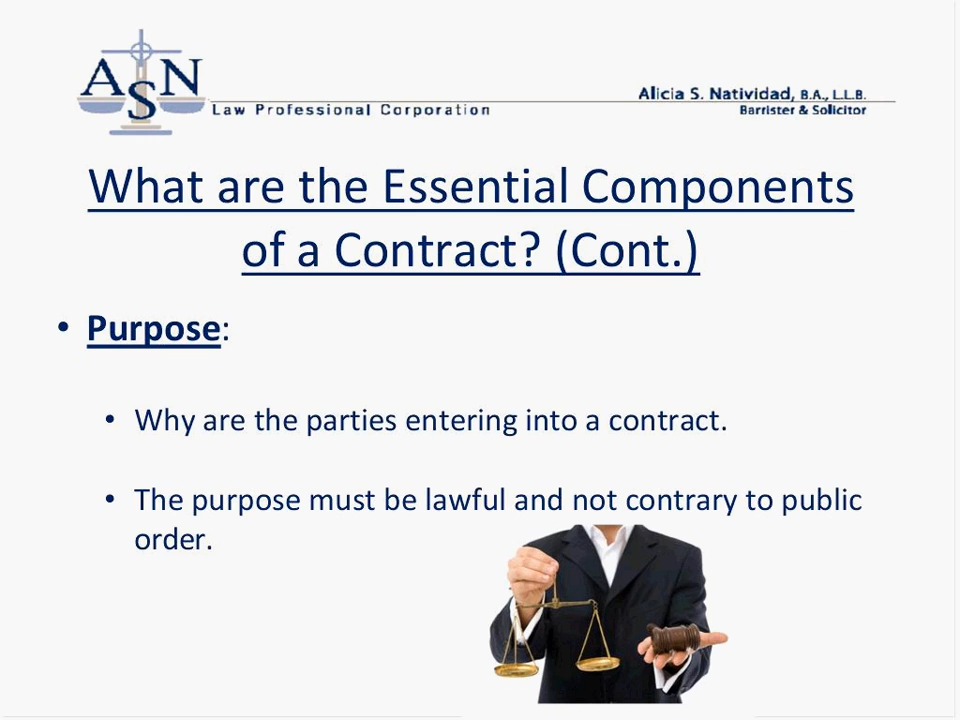 ASN
Law Professional Corporation
Alicia S. Natividad, B.A., L.L.B.
Barrister & Solicitor
What are the Essential Components
of a Contract? (Cont.)
• Purpose:
• Why are the parties entering into a contract.
• The purpose must be lawful and not contrary to public
order.